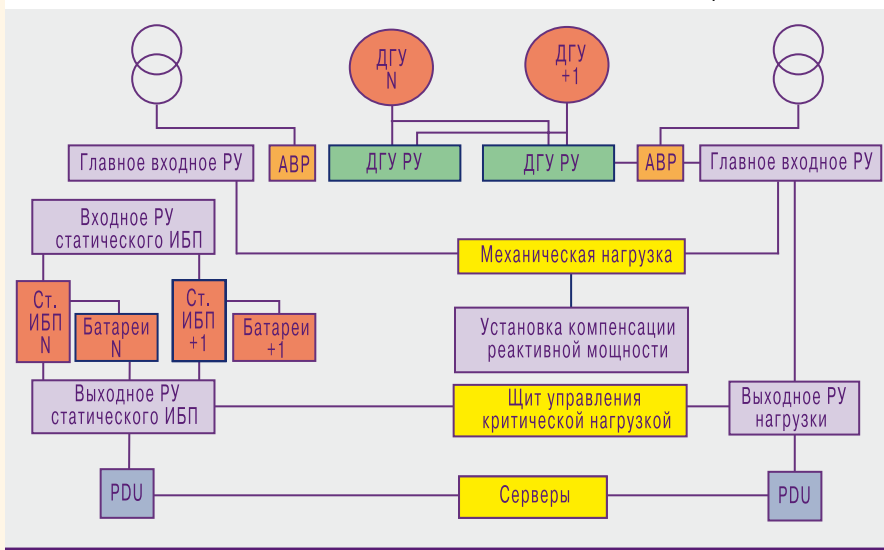 ДГУ
N
ДГУ
+1
Главное входное РУ
АВР
ДГУ РУ
ДГУ РУ
АВР
Главное входное РУ
Входное РУ
статического ИБП
Механическая нагрузка
Ст.
ИБП
N
Батареи
N
Ст.
ИБП
+1
Батареи
+1
Установка компенсации
реактивной мощности
Выходное РУ
статического ИБП
Щит управления
критической нагрузкой
Выходное РУ
нагрузки
PDU
Серверы
PDU